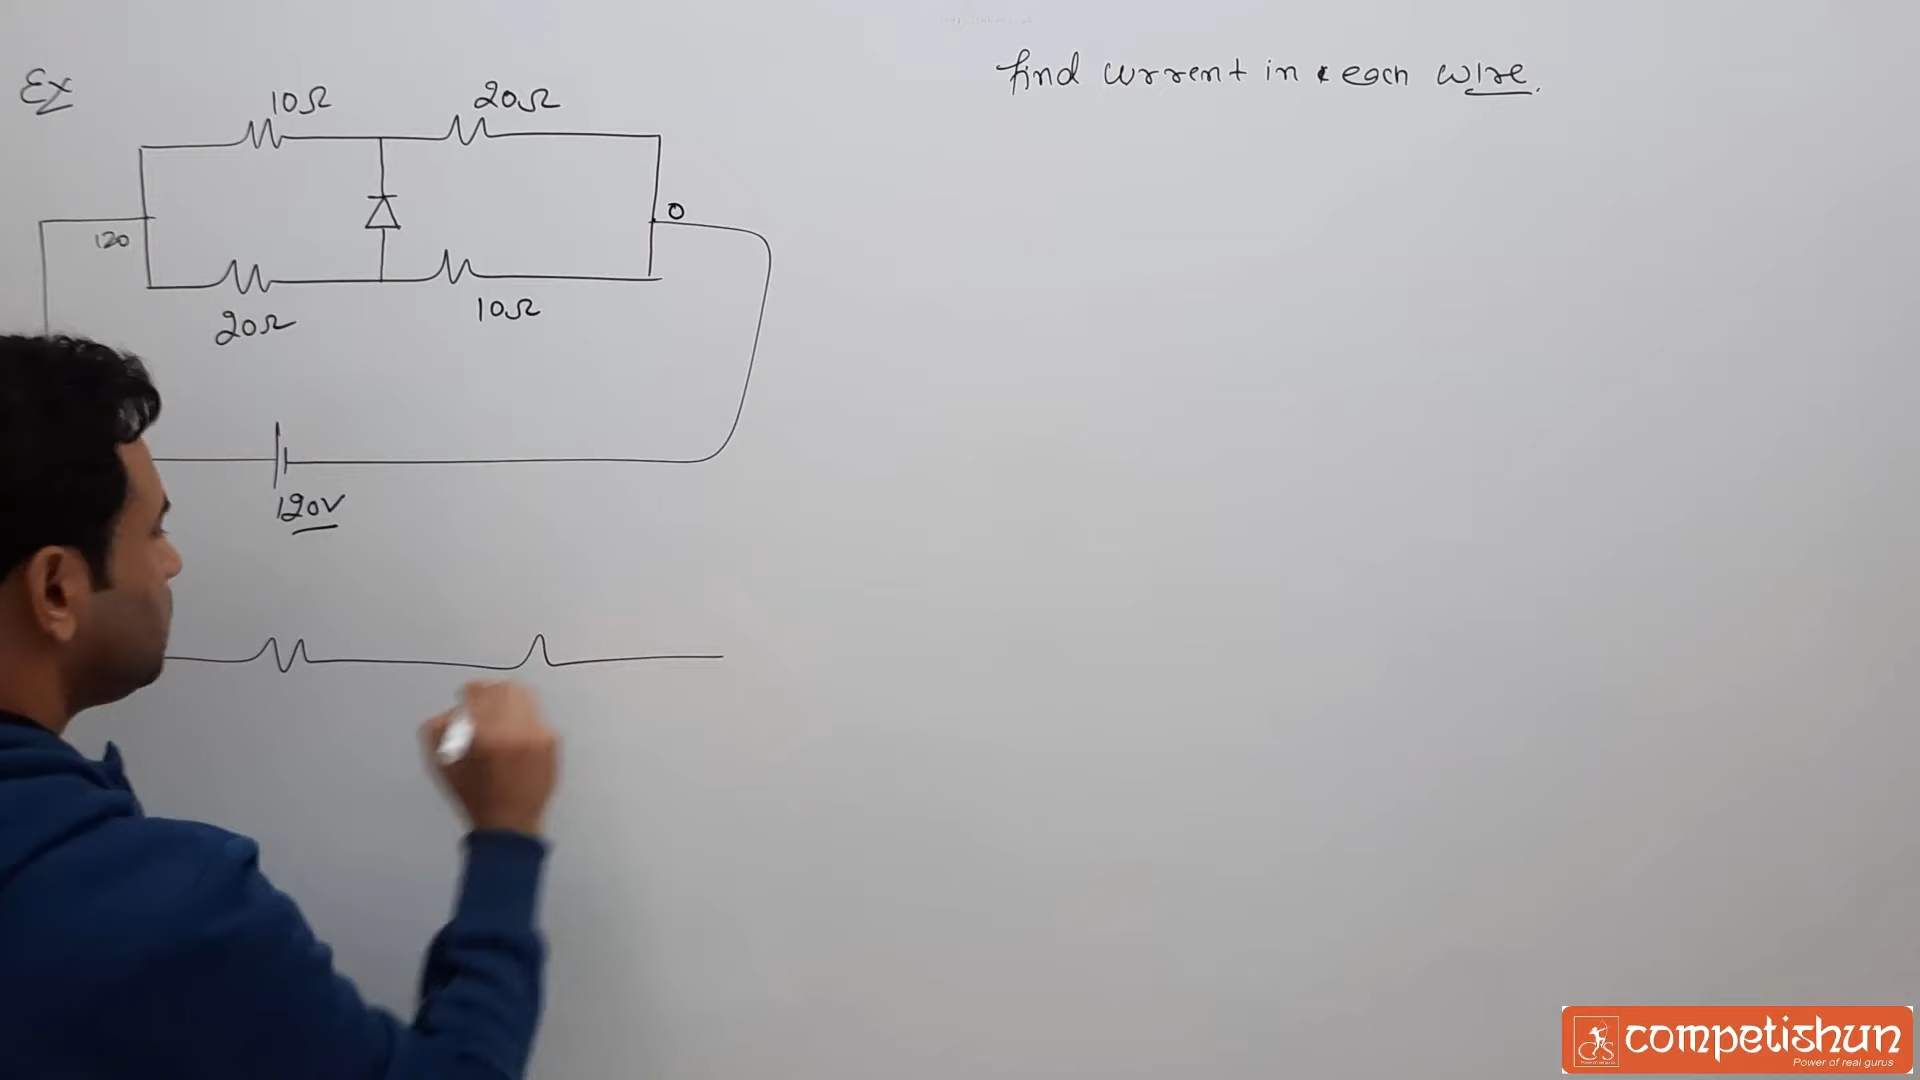 Ex
10Ω
20Ω
find current in each wire.
120
0
20Ω
10Ω
120V
competishun
Power of real gurus